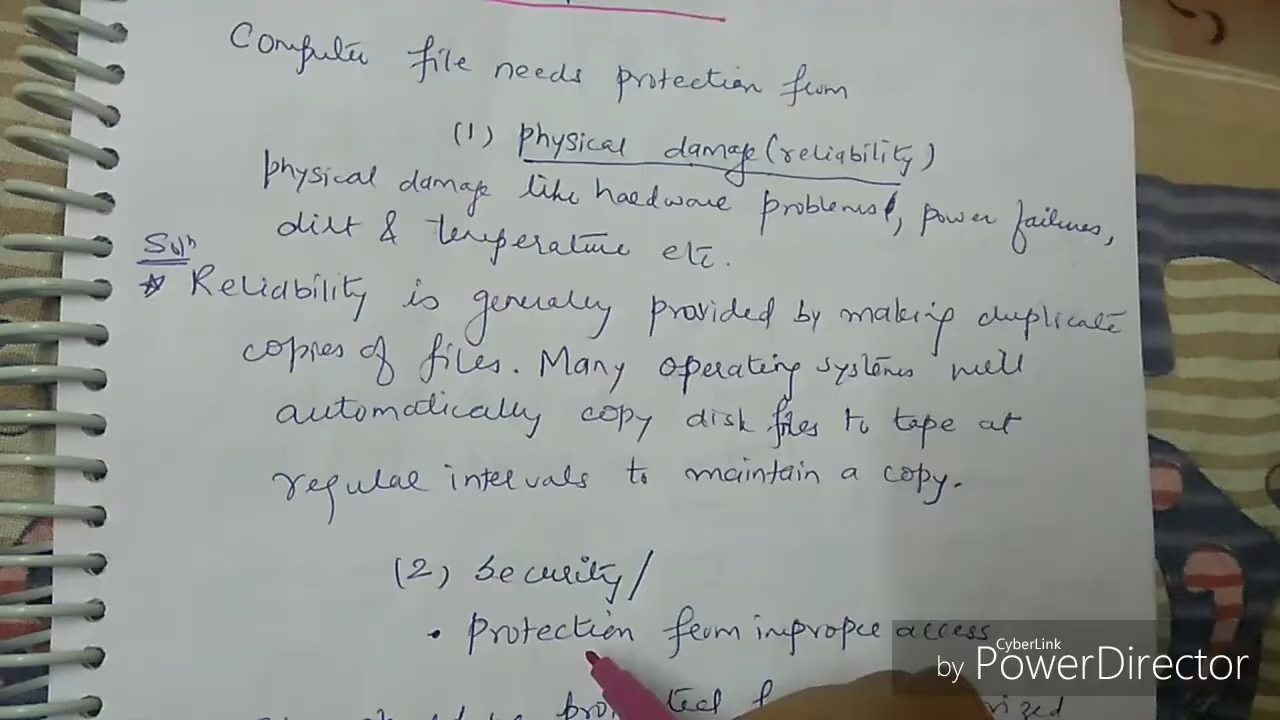 Computer file needs protection from
(1) physical damage (reliability)
physical damage like hardware problems, power failures,
dirt & temperature etc.
Soln
* Reliability is generally provided by making duplicate
copies of files. Many operating systems will
automatically copy disk files to tape at
regular intervals to maintain a copy.
(2) Security/
• Protection from improper access
CyberLink
by PowerDirector